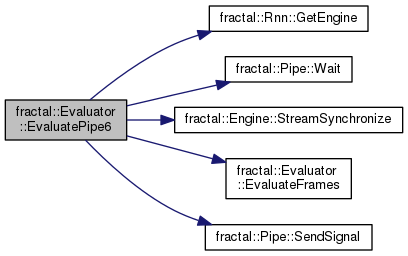 fractal::Rnn::GetEngine
fractal::Pipe::Wait
fractal::Evaluator
::EvaluatePipe6
fractal::Engine::StreamSynchronize
fractal::Evaluator
::EvaluateFrames
fractal::Pipe::SendSignal